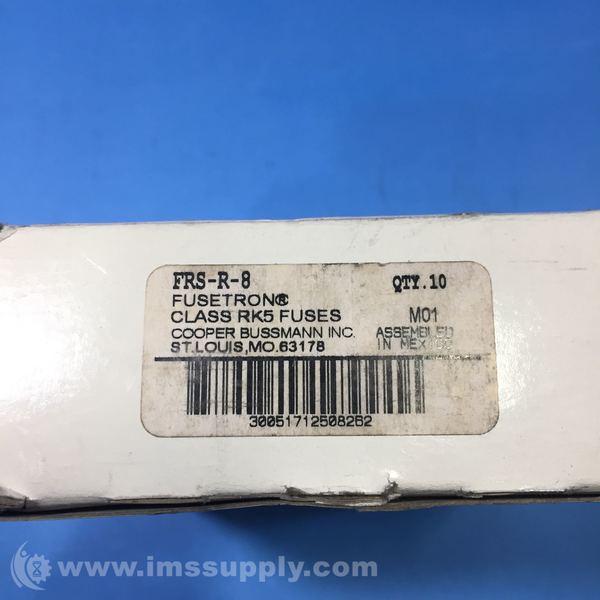 FRS-R-8 QTY.10
FUSETRON®
CLASS RK5 FUSES M01
COOPER BUSSMANN INC. ASSEMBLED
ST.LOUIS,MO.63178 IN MEXICO
30051712508262
www.imssupply.com